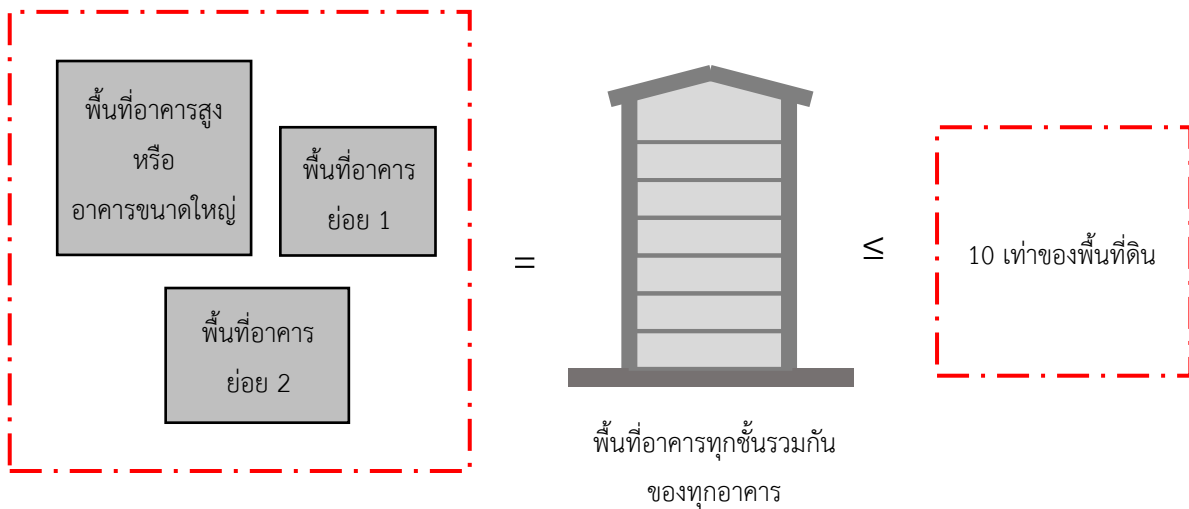 พื้นที่อาคารสูง
หรือ
อาคารขนาดใหญ่
พื้นที่อาคาร
ย่อย 1
พื้นที่อาคาร
ย่อย 2
=
พื้นที่อาคารทุกชั้นรวมกัน
ของทุกอาคาร
≤
10 เท่าของพื้นที่ดิน